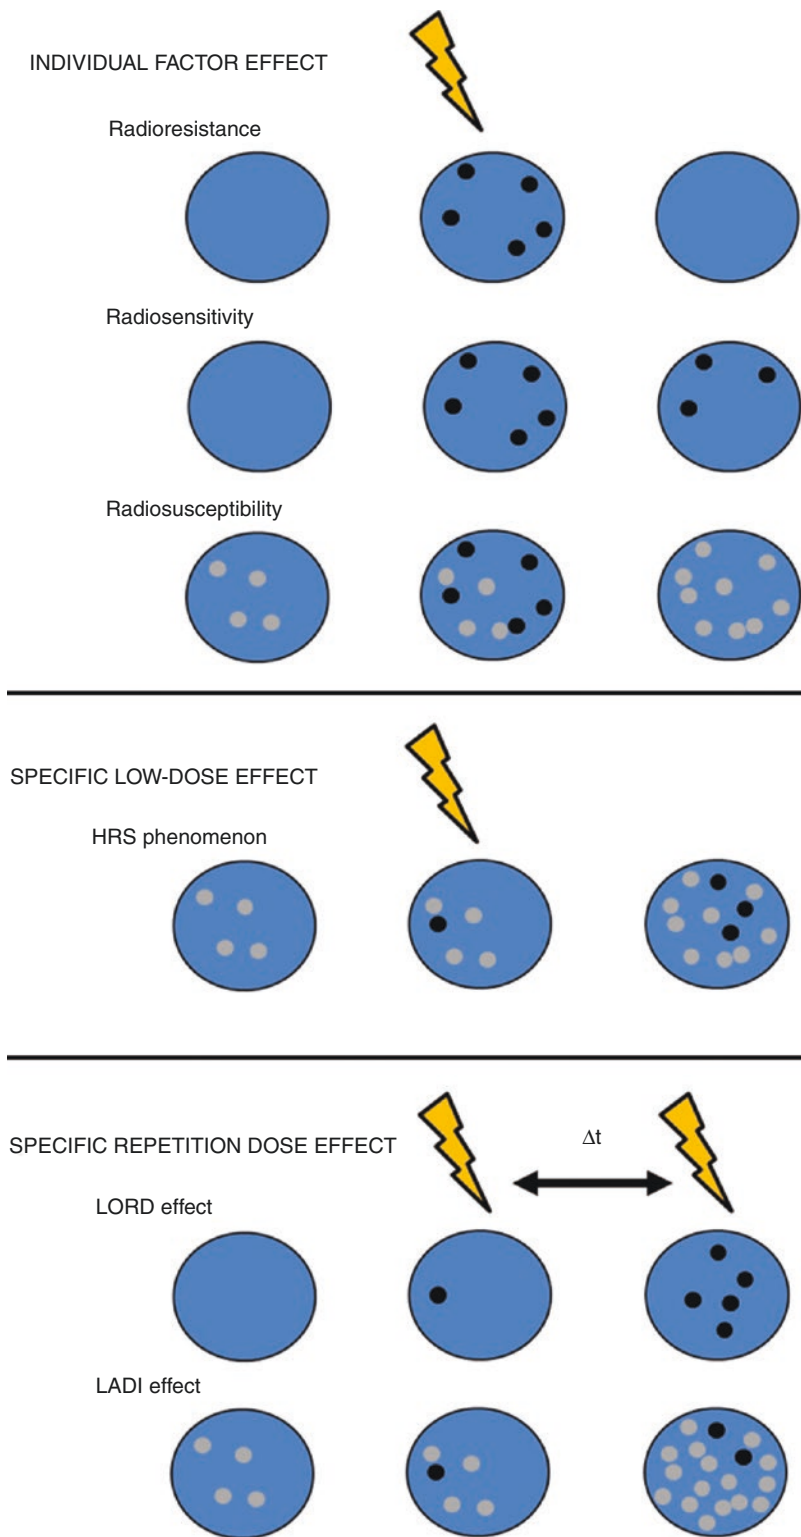 INDIVIDUAL FACTOR EFFECT
Radioresistance
Radiosensitivity
Radiosusceptibility
SPECIFIC LOW-DOSE EFFECT
HRS phenomenon
SPECIFIC REPETITION DOSE EFFECT
Δt
LORD effect
LADI effect